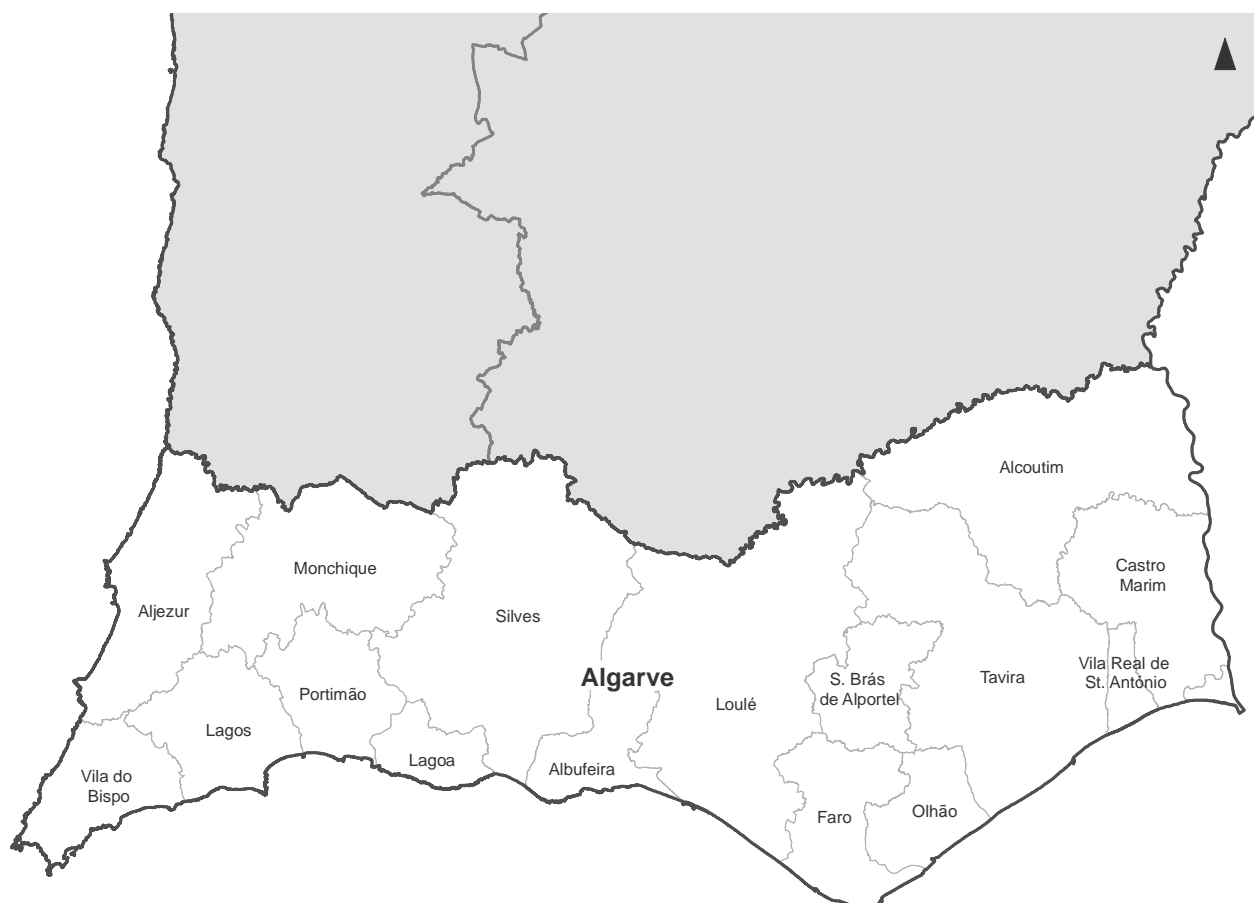 Alcoutim
Monchique
Castro
Marim
Aljezur
Silves
Algarve
S. Brás
de Alportel
Tavira
Vila Real de
St. António
Portimão
Loulé
Lagos
Lagoa
Albufeira
Vila do
Bispo
Faro
Olhão